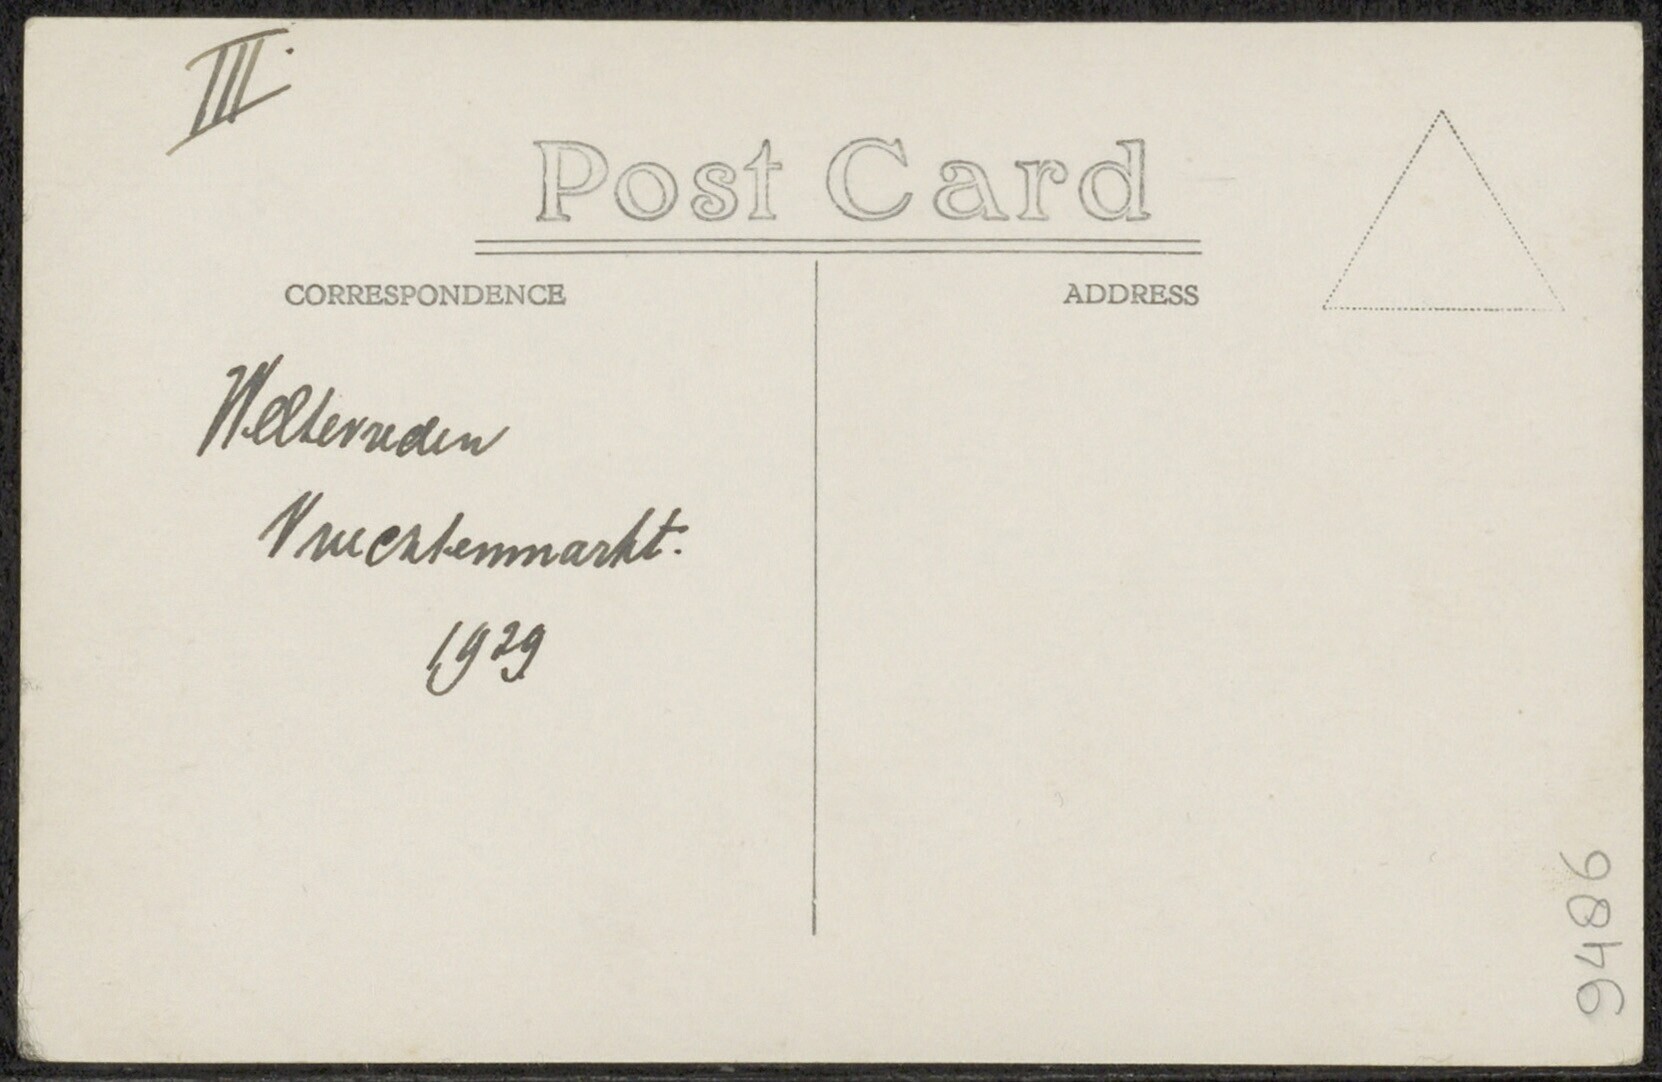 III.
Post Card
CORRESPONDENCE
ADDRESS
Weltevreden
Vruchtenmarkt.
1929
9486